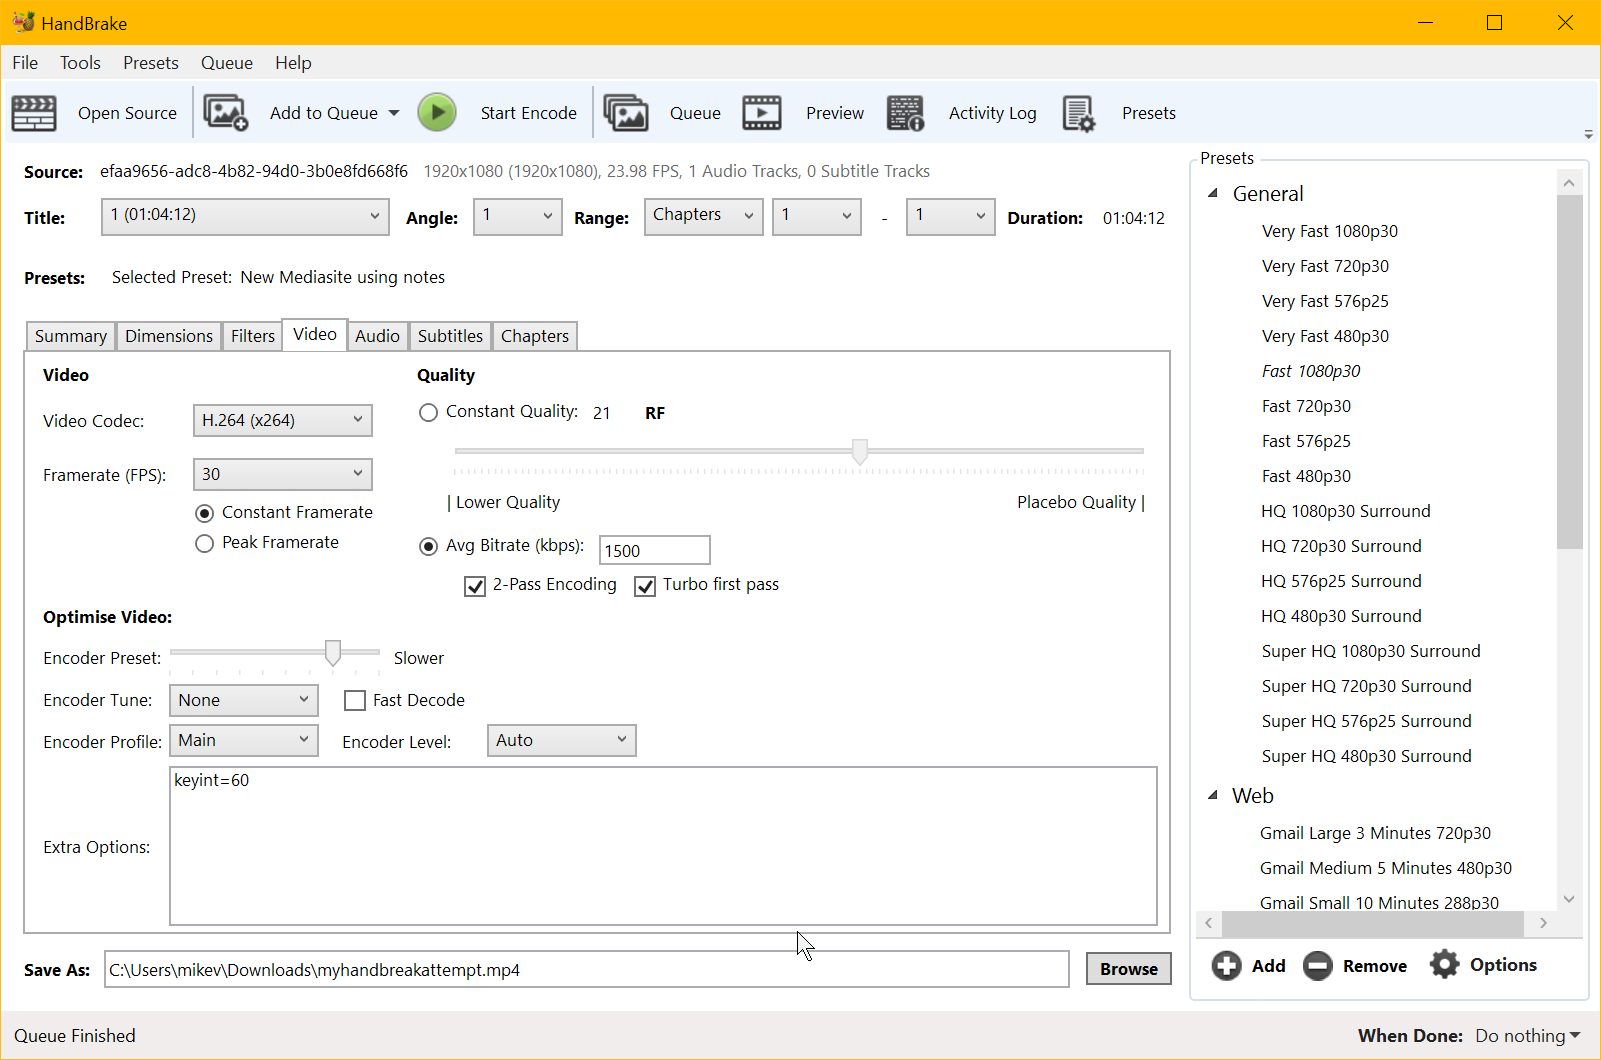 HandBrake
File Tools Presets Queue Help
Open Source Add to Queue Start Encode Queue Preview Activity Log Presets
Source: efaa9656-adc8-4b82-94d0-3b0e8fd668f6 1920x1080 (1920x1080), 23.98 FPS, 1 Audio Tracks, 0 Subtitle Tracks
Title: 1 (01:04:12) Angle: 1 Range: Chapters 1 - 1 Duration: 01:04:12
Presets: Selected Preset: New Mediasite using notes
Summary Dimensions Filters Video Audio Subtitles Chapters
Video
Video Codec: H.264 (x264)
Framerate (FPS): 30
Constant Framerate
Peak Framerate
Quality
Constant Quality: 21 RF
| Lower Quality Placebo Quality |
Avg Bitrate (kbps): 1500
2-Pass Encoding Turbo first pass
Optimise Video:
Encoder Preset: Slower
Encoder Tune: None Fast Decode
Encoder Profile: Main Encoder Level: Auto
Extra Options: keyint=60
Save As: C:\Users\mikev\Downloads\myhandbreakattempt.mp4 Browse
Presets
General
Very Fast 1080p30
Very Fast 720p30
Very Fast 576p25
Very Fast 480p30
Fast 1080p30
Fast 720p30
Fast 576p25
Fast 480p30
HQ 1080p30 Surround
HQ 720p30 Surround
HQ 576p25 Surround
HQ 480p30 Surround
Super HQ 1080p30 Surround
Super HQ 720p30 Surround
Super HQ 576p25 Surround
Super HQ 480p30 Surround
Web
Gmail Large 3 Minutes 720p30
Gmail Medium 5 Minutes 480p30
Gmail Small 10 Minutes 288p30
Add Remove Options
Queue Finished When Done: Do nothing